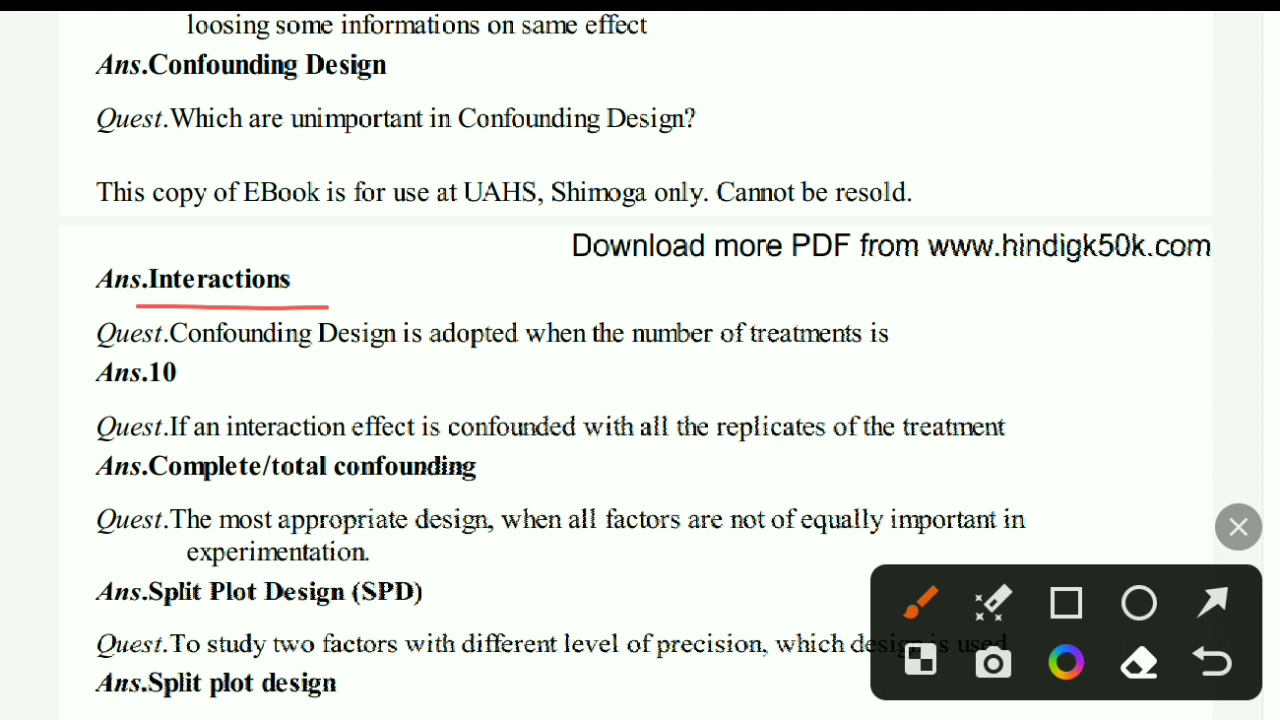 loosing some informations on same effect
Ans.Confounding Design
Quest.Which are unimportant in Confounding Design?
This copy of EBook is for use at UAHS, Shimoga only. Cannot be resold.
Download more PDF from www.hindigk50k.com
Ans.Interactions
Quest.Confounding Design is adopted when the number of treatments is
Ans.10
Quest.If an interaction effect is confounded with all the replicates of the treatment
Ans.Complete/total confounding
Quest.The most appropriate design, when all factors are not of equally important in
experimentation.
Ans.Split Plot Design (SPD)
Quest.To study two factors with different level of precision, which design is used
Ans.Split plot design